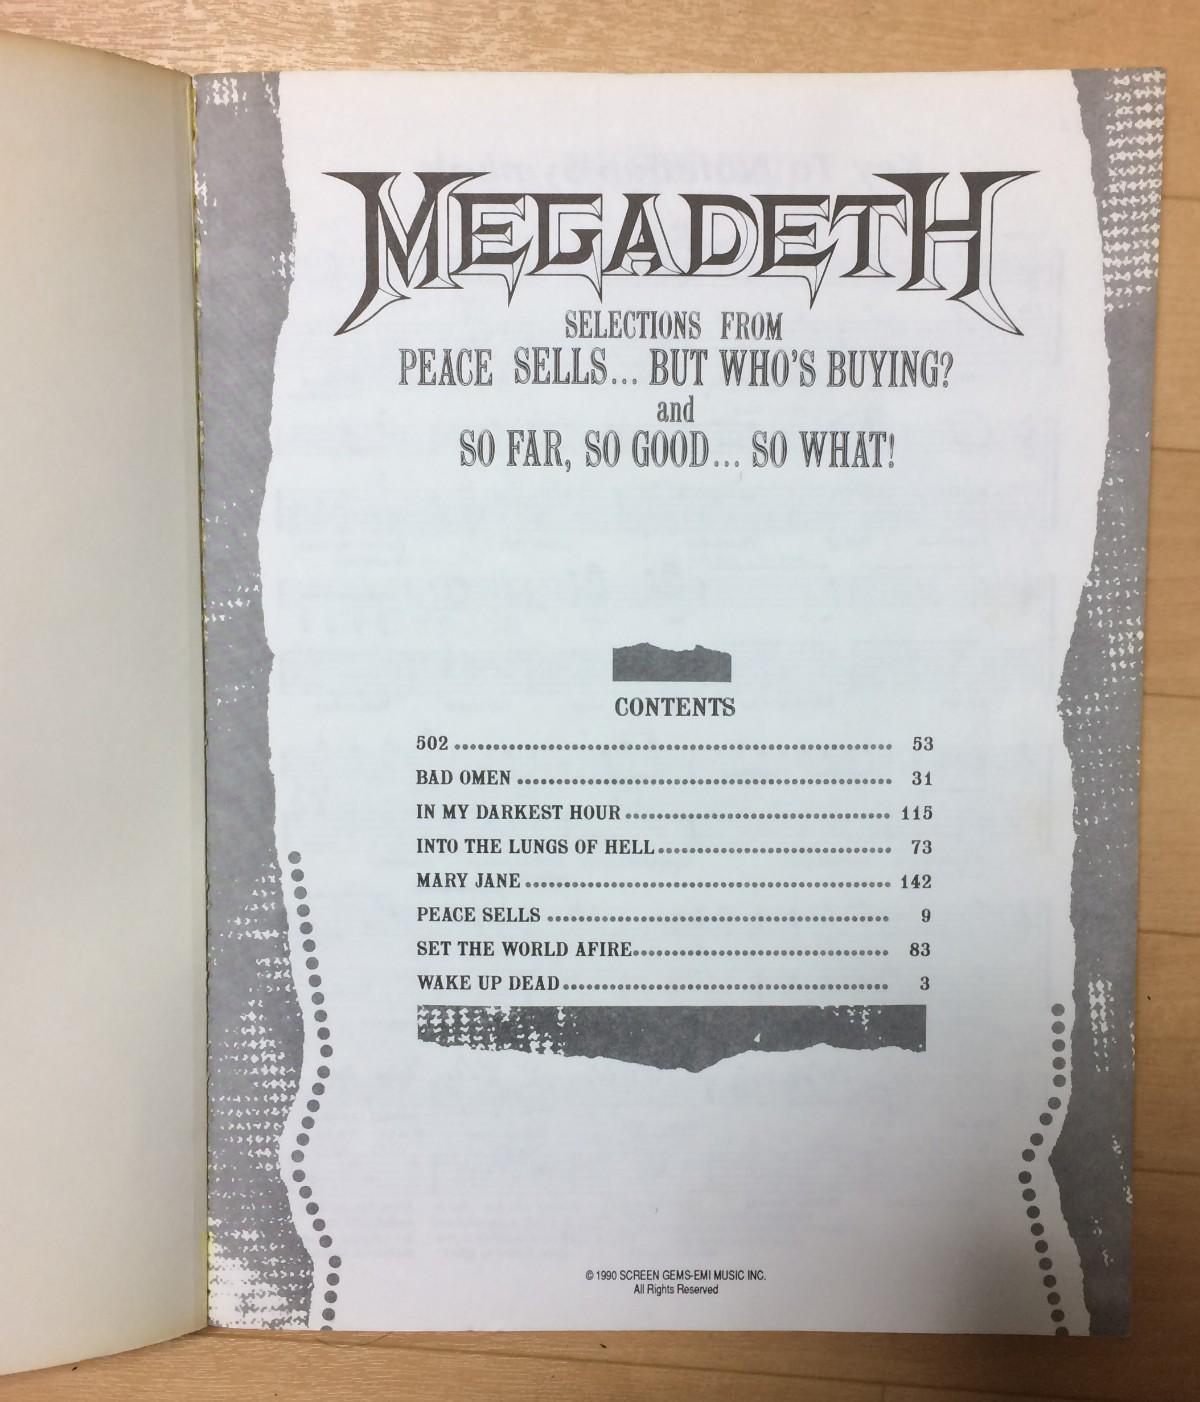 MEGADETH
SELECTIONS FROM
PEACE SELLS... BUT WHO'S BUYING?
and
SO FAR, SO GOOD... SO WHAT!
CONTENTS
502 ........................................ 53
BAD OMEN ........................................ 31
IN MY DARKEST HOUR ........................................ 115
INTO THE LUNGS OF HELL ........................................ 73
MARY JANE ........................................ 142
PEACE SELLS ........................................ 9
SET THE WORLD AFIRE ........................................ 83
WAKE UP DEAD ........................................ 3
© 1990 SCREEN GEMS-EMI MUSIC INC.
All Rights Reserved